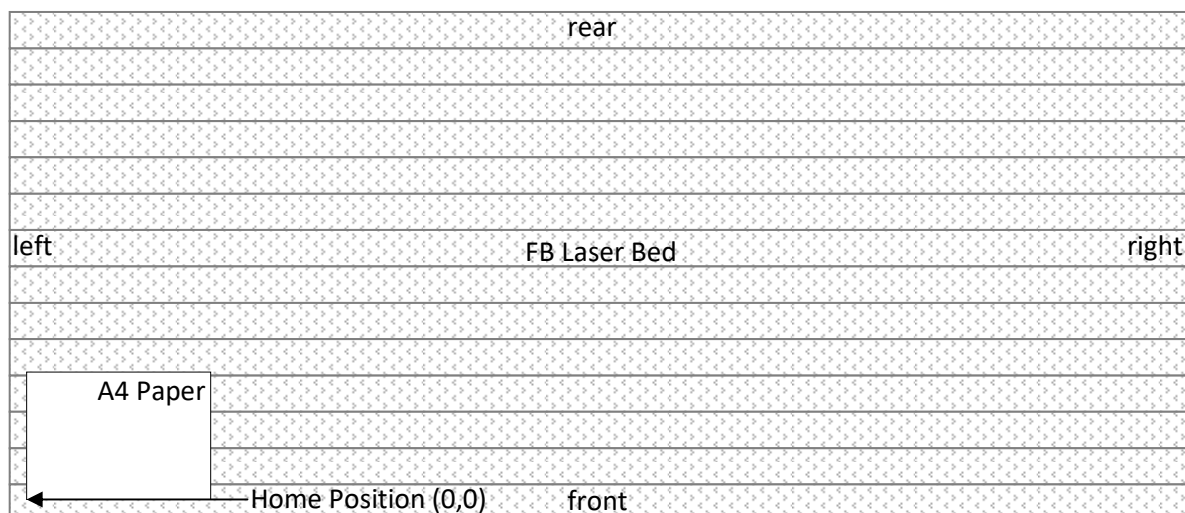 rear
left
FB Laser Bed
right
A4 Paper
Home Position (0,0)
front